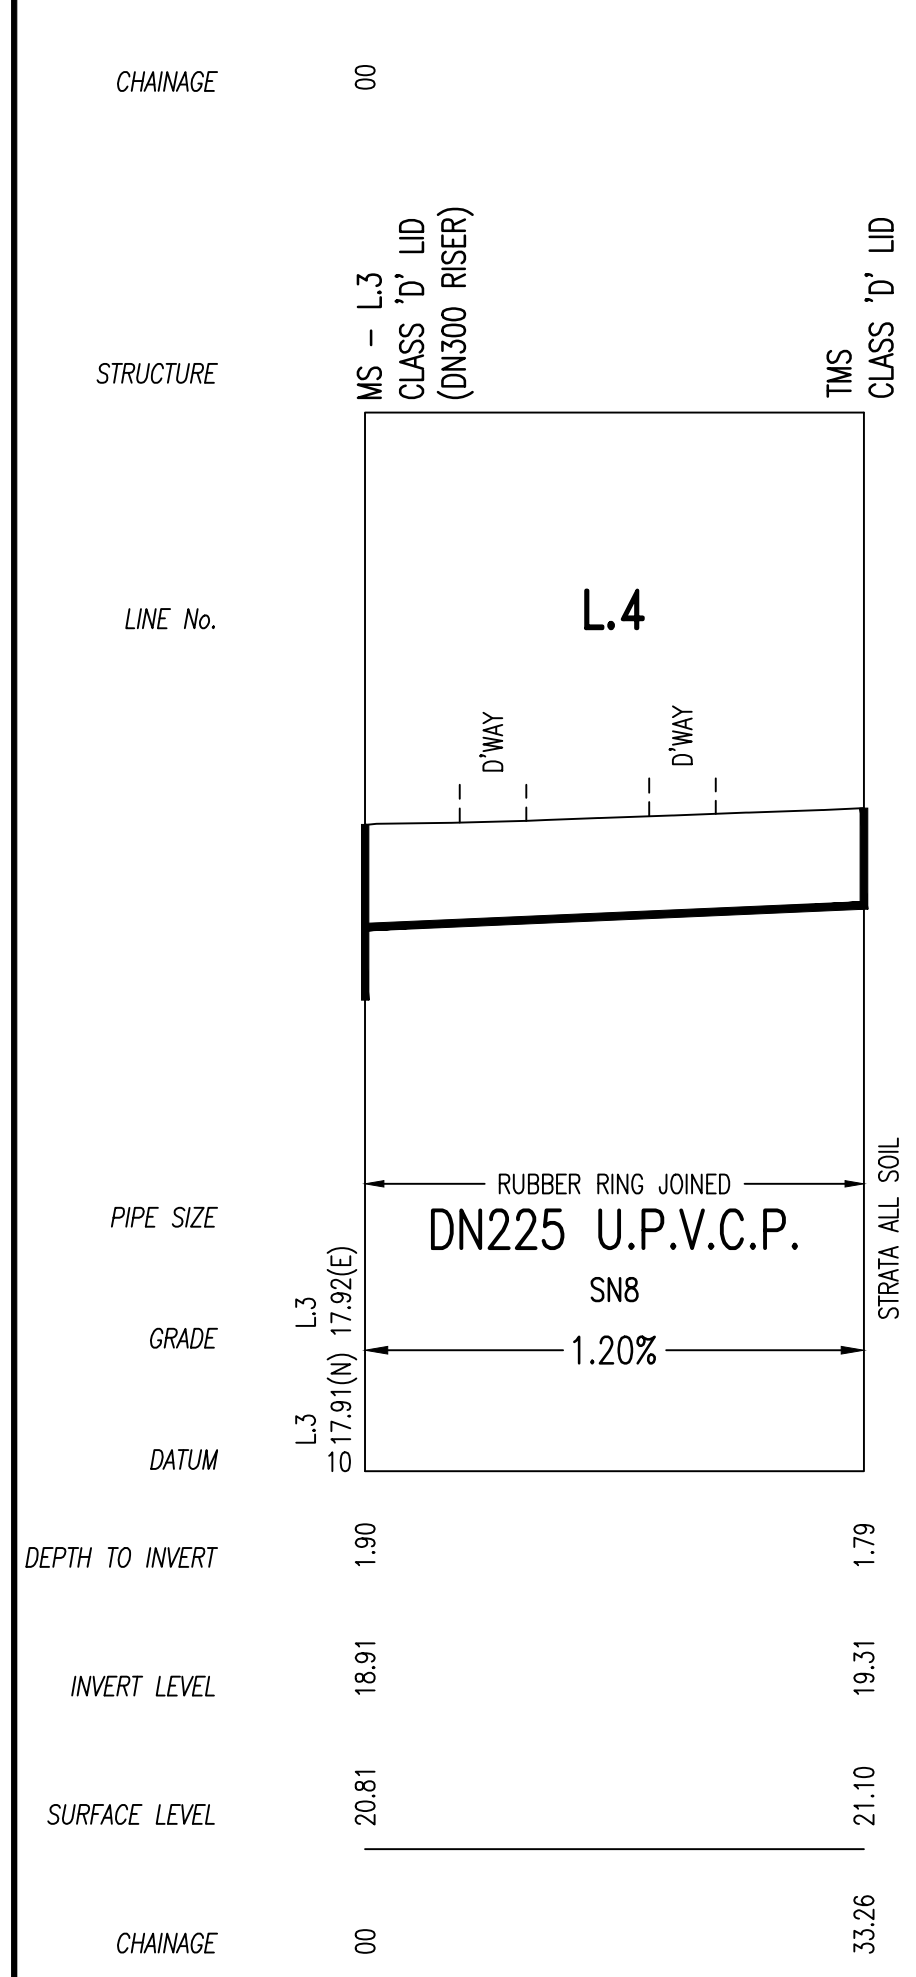 CHAINAGE 00
STRUCTURE
MS - L.3
CLASS 'D' LID
(DN300 RISER)
TMS
CLASS 'D' LID
LINE No. L.4
D'WAY
D'WAY
RUBBER RING JOINED
PIPE SIZE DN225 U.P.V.C.P.
SN8
STRATA ALL SOIL
L.3
17.92(E)
GRADE 1.20%
L.3
17.91(N)
DATUM 10
DEPTH TO INVERT 1.90 1.79
INVERT LEVEL 18.91 19.31
SURFACE LEVEL 20.81 21.10
CHAINAGE 00 33.26